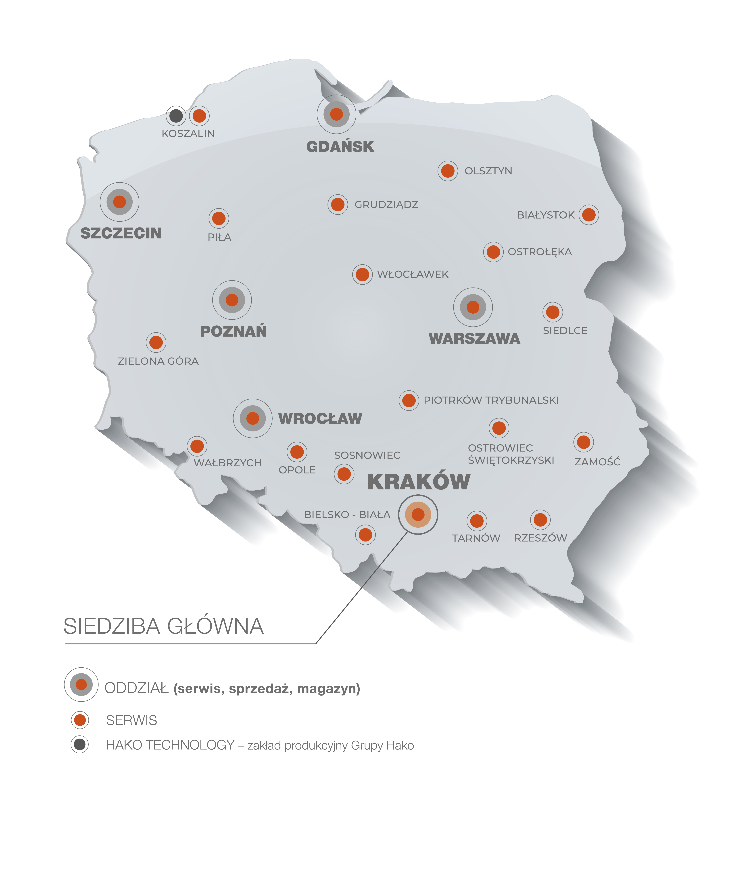 KOSZALIN
GDAŃSK
OLSZTYN
GRUDZIĄDZ
SZCZECIN
PIŁA
BIAŁYSTOK
OSTROŁĘKA
WŁOCŁAWEK
POZNAŃ
WARSZAWA
SIEDLCE
ZIELONA GÓRA
PIOTRKÓW TRYBUNALSKI
WROCŁAW
OSTROWIEC
ŚWIĘTOKRZYSKI
ZAMOŚĆ
WAŁBRZYCH
OPOLE
SOSNOWIEC
KRAKÓW
BIELSKO - BIAŁA
TARNÓW
RZESZÓW
SIEDZIBA GŁÓWNA
ODDZIAŁ (serwis, sprzedaż, magazyn)
SERWIS
HAKO TECHNOLOGY – zakład produkcyjny Grupy Hako